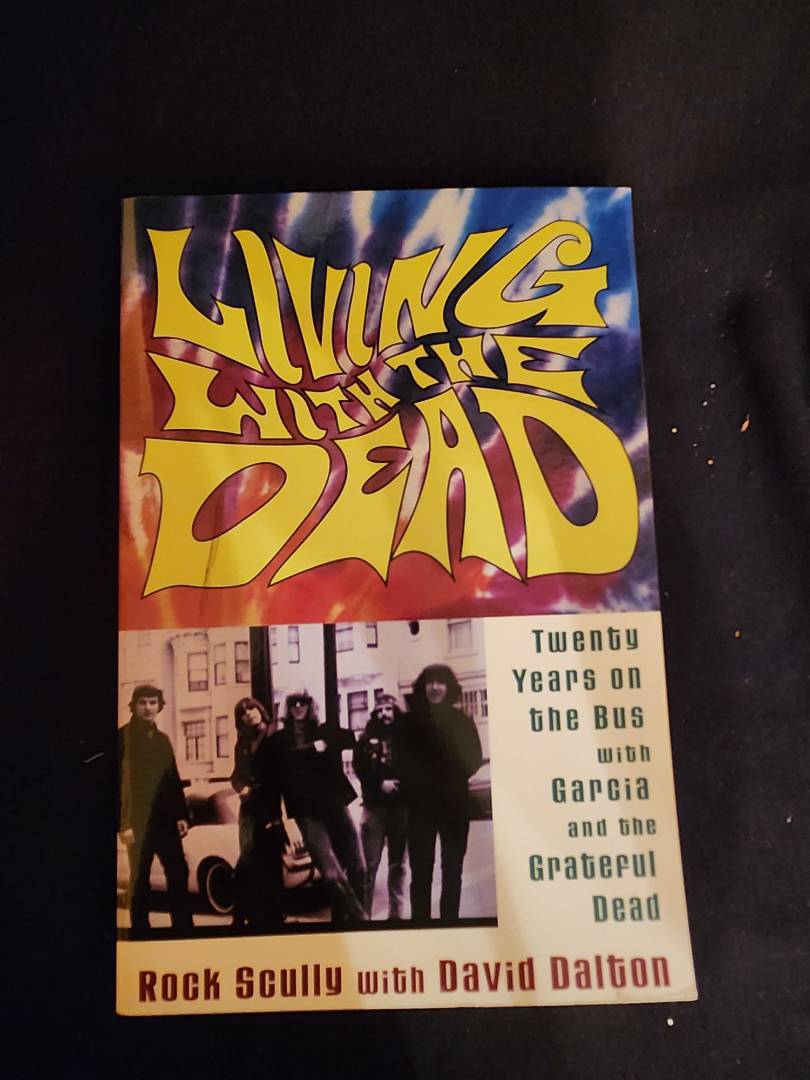 LIVING
WITH THE
DEAD
Twenty
Years on
the Bus
with
Garcia
and the
Grateful
Dead
Rock Scully with David Dalton